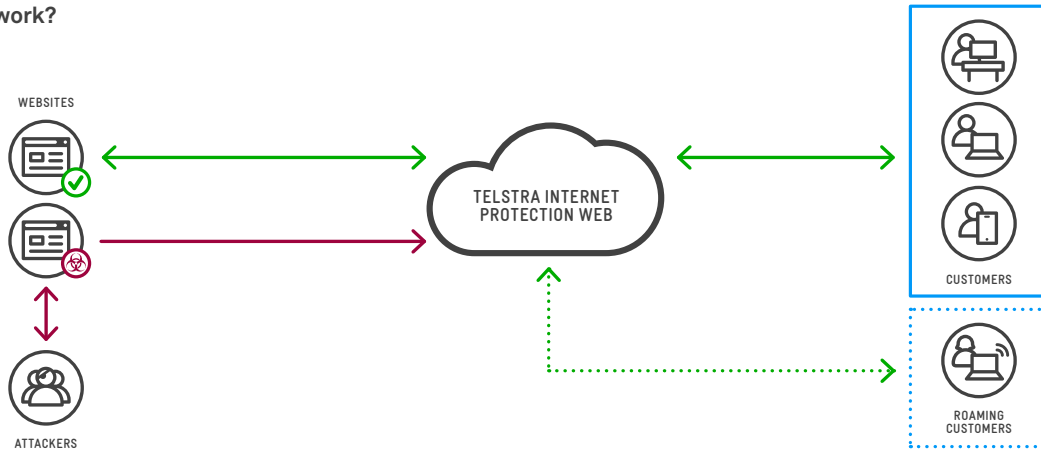 work?
WEBSITES
TELSTRA INTERNET
PROTECTION WEB
CUSTOMERS
ROAMING
CUSTOMERS
ATTACKERS